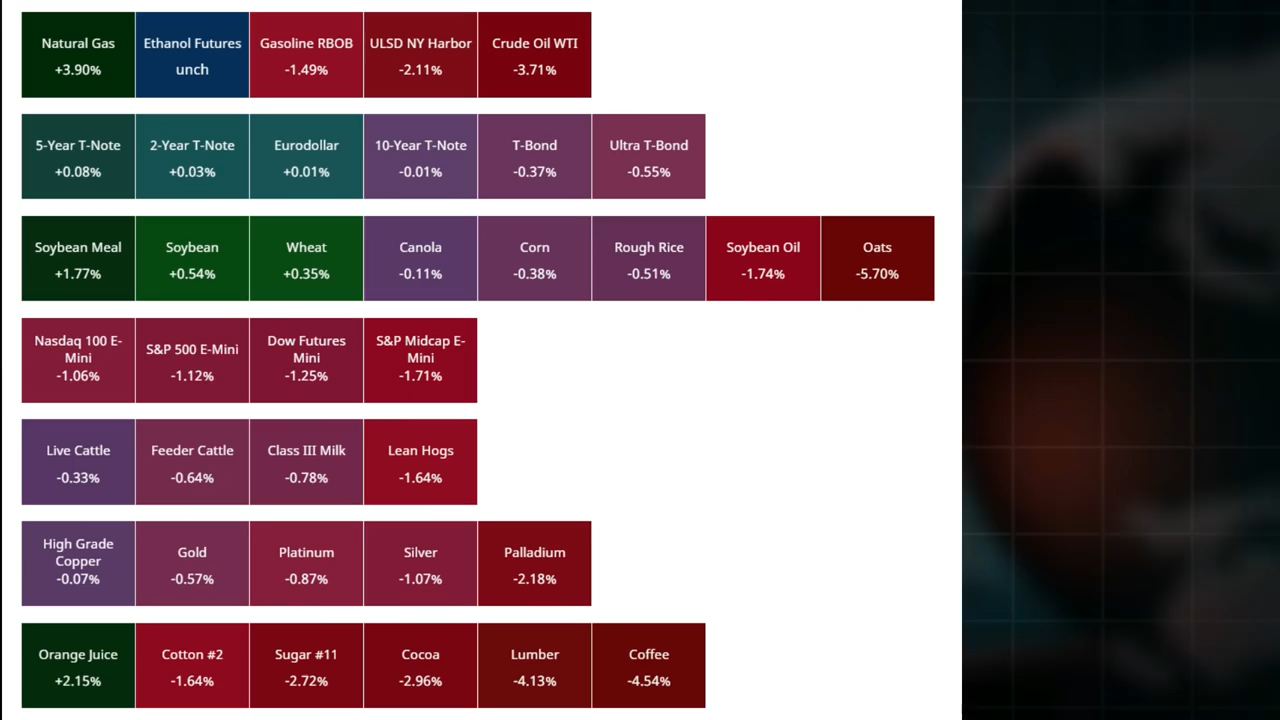 Natural Gas
+3.90%
Ethanol Futures
unch
Gasoline RBOB
-1.49%
ULSD NY Harbor
-2.11%
Crude Oil WTI
-3.71%
5-Year T-Note
+0.08%
2-Year T-Note
+0.03%
Eurodollar
+0.01%
10-Year T-Note
-0.01%
T-Bond
-0.37%
Ultra T-Bond
-0.55%
Soybean Meal
+1.77%
Soybean
+0.54%
Wheat
+0.35%
Canola
-0.11%
Corn
-0.38%
Rough Rice
-0.51%
Soybean Oil
-1.74%
Oats
-5.70%
Nasdaq 100 E-
Mini
-1.06%
S&P 500 E-Mini
-1.12%
Dow Futures
Mini
-1.25%
S&P Midcap E-
Mini
-1.71%
Live Cattle
-0.33%
Feeder Cattle
-0.64%
Class III Milk
-0.78%
Lean Hogs
-1.64%
High Grade
Copper
-0.07%
Gold
-0.57%
Platinum
-0.87%
Silver
-1.07%
Palladium
-2.18%
Orange Juice
+2.15%
Cotton #2
-1.64%
Sugar #11
-2.72%
Cocoa
-2.96%
Lumber
-4.13%
Coffee
-4.54%